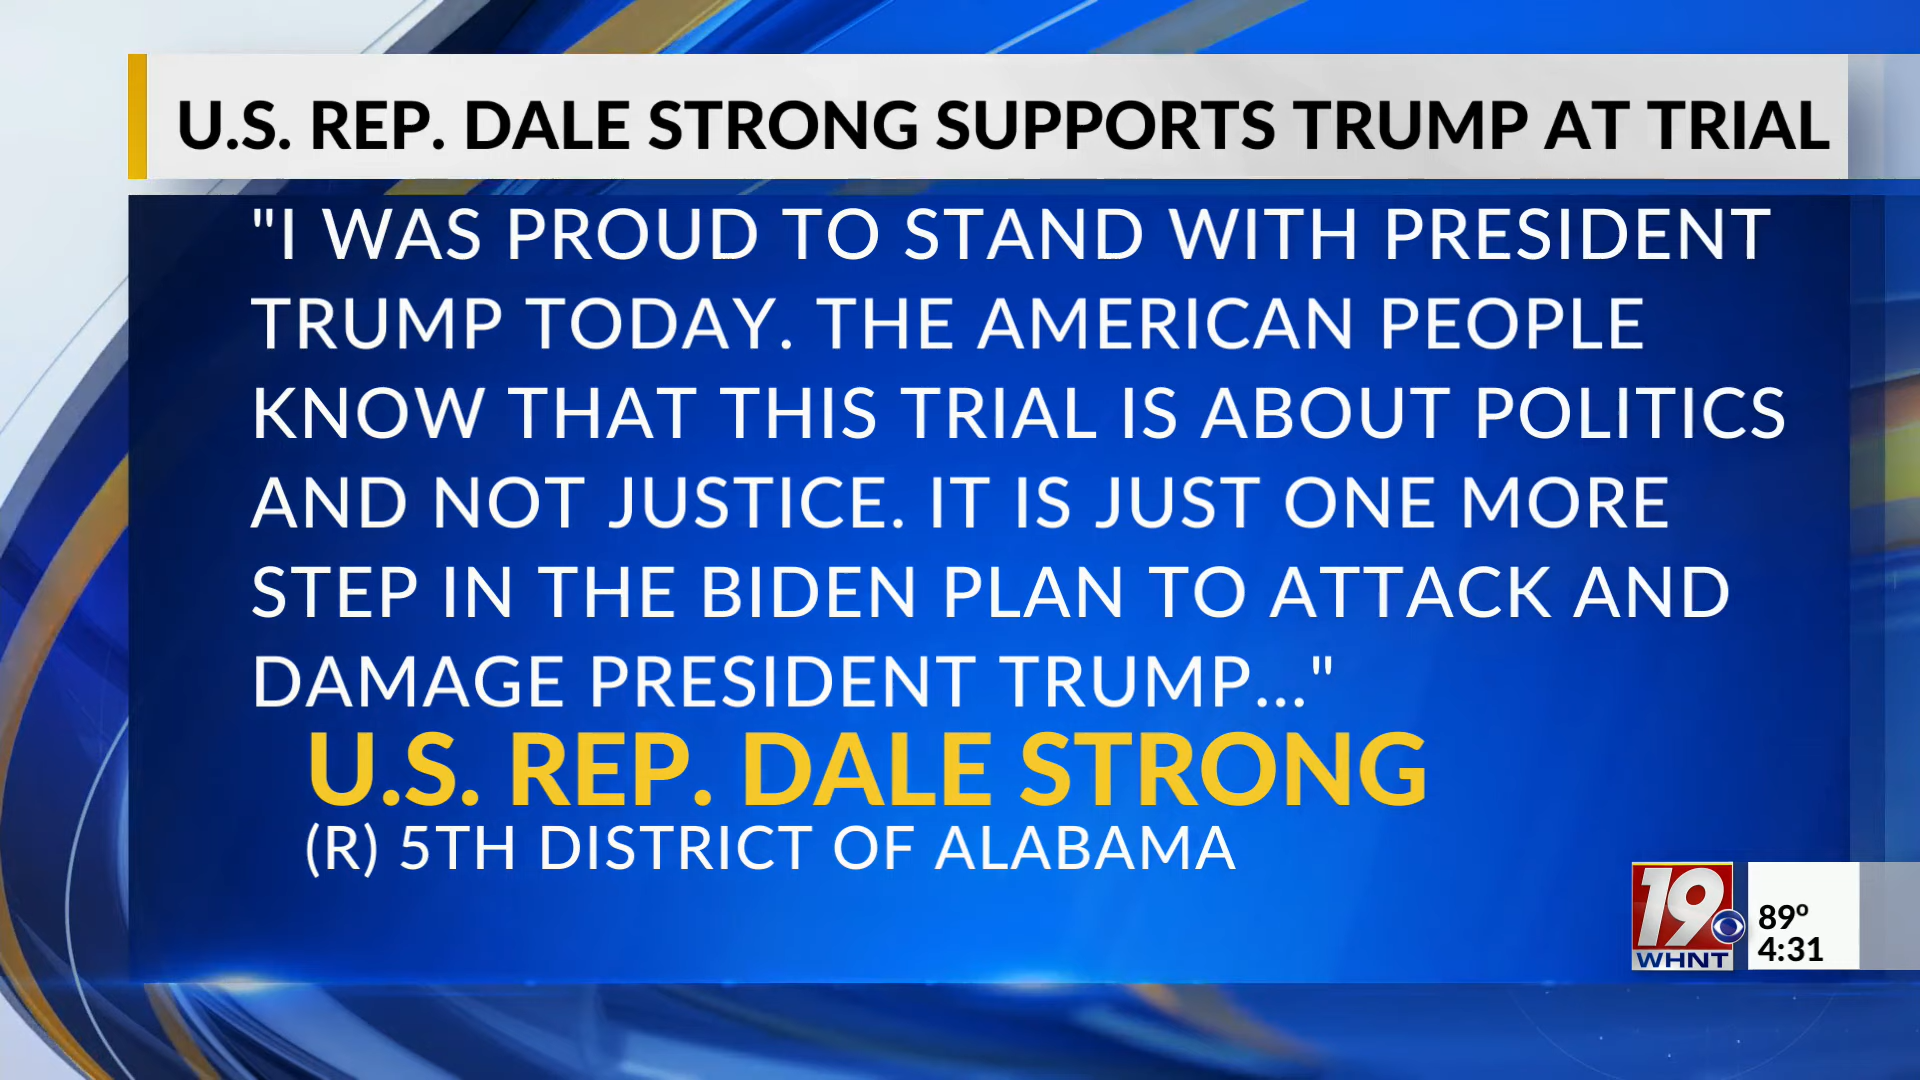 U.S. REP. DALE STRONG SUPPORTS TRUMP AT TRIAL
"I WAS PROUD TO STAND WITH PRESIDENT
TRUMP TODAY. THE AMERICAN PEOPLE
KNOW THAT THIS TRIAL IS ABOUT POLITICS
AND NOT JUSTICE. IT IS JUST ONE MORE
STEP IN THE BIDEN PLAN TO ATTACK AND
DAMAGE PRESIDENT TRUMP..."
U.S. REP. DALE STRONG
(R) 5TH DISTRICT OF ALABAMA
19
WHNT
89º
4:31